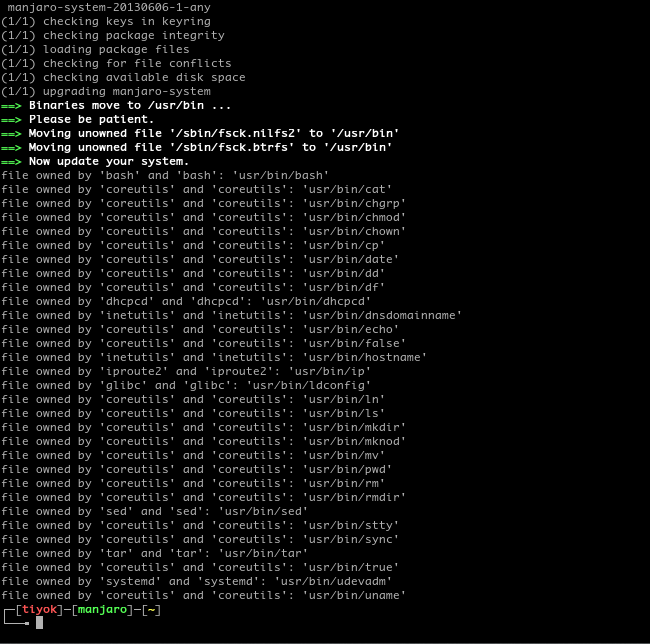 manjaro-system-20130606-1-any
(1/1) checking keys in keyring
(1/1) checking package integrity
(1/1) loading package files
(1/1) checking for file conflicts
(1/1) checking available disk space
(1/1) upgrading manjaro-system
==> Binaries move to /usr/bin ...
==> Please be patient.
==> Moving unowned file '/sbin/fsck.nilfs2' to '/usr/bin'
==> Moving unowned file '/sbin/fsck.btrfs' to '/usr/bin'
==> Now update your system.
file owned by 'bash' and 'bash': 'usr/bin/bash'
file owned by 'coreutils' and 'coreutils': 'usr/bin/cat'
file owned by 'coreutils' and 'coreutils': 'usr/bin/chgrp'
file owned by 'coreutils' and 'coreutils': 'usr/bin/chmod'
file owned by 'coreutils' and 'coreutils': 'usr/bin/chown'
file owned by 'coreutils' and 'coreutils': 'usr/bin/cp'
file owned by 'coreutils' and 'coreutils': 'usr/bin/date'
file owned by 'coreutils' and 'coreutils': 'usr/bin/dd'
file owned by 'coreutils' and 'coreutils': 'usr/bin/df'
file owned by 'dhcpcd' and 'dhcpcd': 'usr/bin/dhcpcd'
file owned by 'inetutils' and 'inetutils': 'usr/bin/dnsdomainname'
file owned by 'coreutils' and 'coreutils': 'usr/bin/echo'
file owned by 'coreutils' and 'coreutils': 'usr/bin/false'
file owned by 'inetutils' and 'inetutils': 'usr/bin/hostname'
file owned by 'iproute2' and 'iproute2': 'usr/bin/ip'
file owned by 'glibc' and 'glibc': 'usr/bin/ldconfig'
file owned by 'coreutils' and 'coreutils': 'usr/bin/ln'
file owned by 'coreutils' and 'coreutils': 'usr/bin/ls'
file owned by 'coreutils' and 'coreutils': 'usr/bin/mkdir'
file owned by 'coreutils' and 'coreutils': 'usr/bin/mknod'
file owned by 'coreutils' and 'coreutils': 'usr/bin/mv'
file owned by 'coreutils' and 'coreutils': 'usr/bin/pwd'
file owned by 'coreutils' and 'coreutils': 'usr/bin/rm'
file owned by 'coreutils' and 'coreutils': 'usr/bin/rmdir'
file owned by 'sed' and 'sed': 'usr/bin/sed'
file owned by 'coreutils' and 'coreutils': 'usr/bin/stty'
file owned by 'coreutils' and 'coreutils': 'usr/bin/sync'
file owned by 'tar' and 'tar': 'usr/bin/tar'
file owned by 'coreutils' and 'coreutils': 'usr/bin/true'
file owned by 'systemd' and 'systemd': 'usr/bin/udevadm'
file owned by 'coreutils' and 'coreutils': 'usr/bin/uname'
┌─[tiyok]─[manjaro]─[~]
└──╼